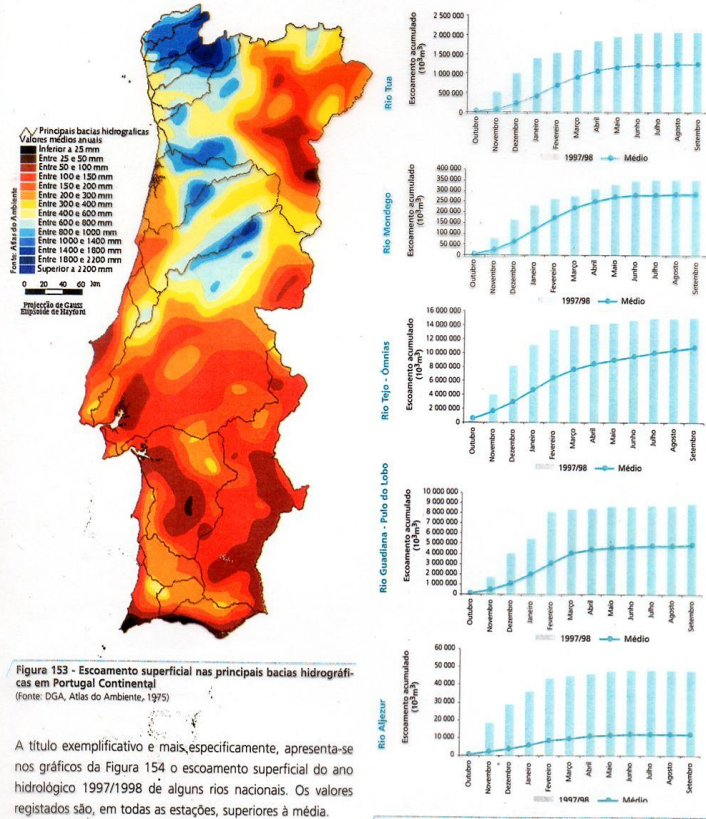 Principais bacias hidrograficas
Valores médios anuais
Inferior a 25 mm
Entre 25 e 50 mm
Entre 50 e 100 mm
Entre 100 e 150 mm
Entre 150 e 200 mm
Entre 200 e 300 mm
Entre 300 e 400 mm
Entre 400 e 600 mm
Entre 600 e 800 mm
Entre 800 e 1000 mm
Entre 1000 e 1400 mm
Entre 1400 e 1800 mm
Entre 1800 e 2200 mm
Superior a 2200 mm
Fonte: Atlas do Ambiente
0 20 40 60 km
Projecção de Gauss
Elipsoide de Hayford
Figura 153 - Escoamento superficial nas principais bacias hidrográfi-
cas em Portugal Continental
(Fonte: DGA, Atlas do Ambiente, 1975)
A título exemplificativo e mais especificamente, apresenta-se
nos gráficos da Figura 154 o escoamento superficial do ano
hidrológico 1997/1998 de alguns rios nacionais. Os valores
registados são, em todas as estações, superiores à média.
Rio Tua
Escoamento acumulado
(10³m³)
2 500 000
2 000 000
1 500 000
1 000 000
500 000
0
Outubro Novembro Dezembro Janeiro Fevereiro Março Abril Maio Junho Julho Agosto Setembro
1997/98 Médio
Rio Mondego
Escoamento acumulado
(10³m³)
400 000
350 000
300 000
250 000
200 000
150 000
100 000
50 000
0
Outubro Novembro Dezembro Janeiro Fevereiro Março Abril Maio Junho Julho Agosto Setembro
1997/98 Médio
Rio Tejo - Ómnias
Escoamento acumulado
(10³m³)
16 000 000
14 000 000
12 000 000
10 000 000
8 000 000
6 000 000
4 000 000
2 000 000
0
Outubro Novembro Dezembro Janeiro Fevereiro Março Abril Maio Junho Julho Agosto Setembro
1997/98 Médio
Rio Guadiana - Pulo do Lobo
Escoamento acumulado
(10³m³)
10 000 000
9 000 000
8 000 000
7 000 000
6 000 000
5 000 000
4 000 000
3 000 000
2 000 000
1 000 000
0
Outubro Novembro Dezembro Janeiro Fevereiro Março Abril Maio Junho Julho Agosto Setembro
1997/98 Médio
Rio Aljezur
Escoamento acumulado
(10³m³)
60 000
50 000
40 000
30 000
20 000
10 000
0
Outubro Novembro Dezembro Janeiro Fevereiro Março Abril Maio Junho Julho Agosto Setembro
1997/98 Médio